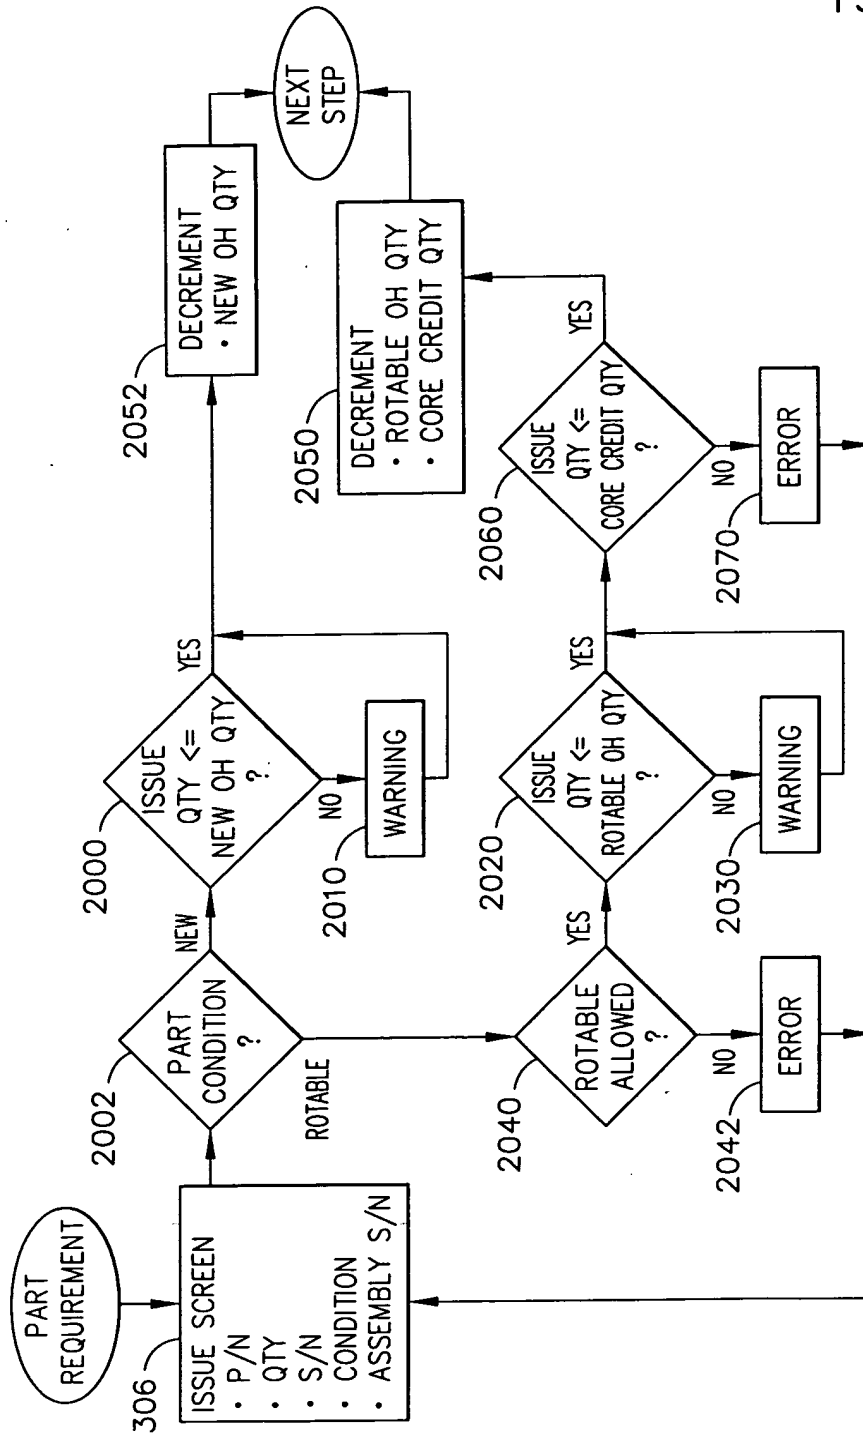 PART
REQUIREMENT
306
ISSUE SCREEN
• P/N
• QTY
• S/N
• CONDITION
• ASSEMBLY S/N
2002
PART
CONDITION
?
NEW
ROTABLE
2000
ISSUE
QTY <=
NEW OH QTY
?
YES
NO
2010
WARNING
2052
DECREMENT
• NEW OH QTY
NEXT
STEP
2040
ROTABLE
ALLOWED
?
YES
NO
2042
ERROR
2020
ISSUE
QTY <=
ROTABLE OH QTY
?
YES
NO
2030
WARNING
2060
ISSUE
QTY <=
CORE CREDIT QTY
?
YES
NO
2070
ERROR
2050
DECREMENT
• ROTABLE OH QTY
• CORE CREDIT QTY